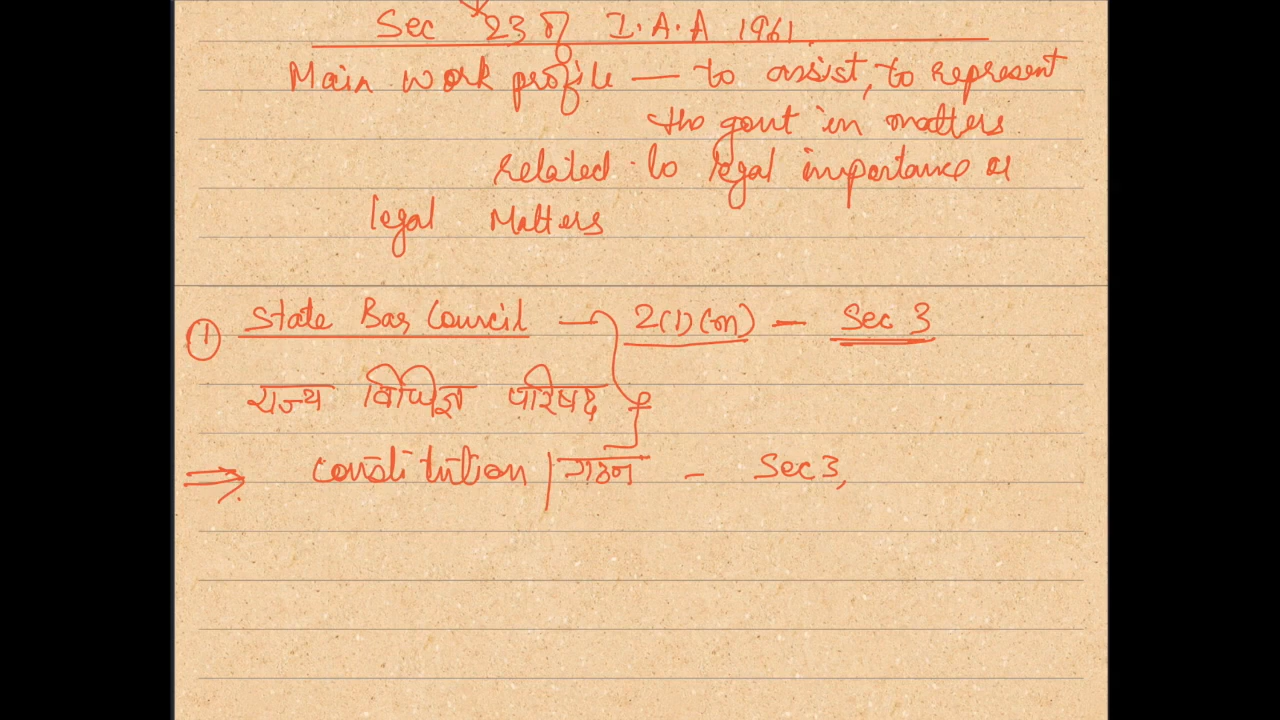 Sec 23 of I.A.A 1961.
Main work profile — to assist, to represent
the govt in matters
related to legal importance or
legal Matters
① State Bar Council — 2(1)(m) — Sec 3
राज्य विधिज्ञ परिषद
⇒ Constitution | गठन - Sec 3,